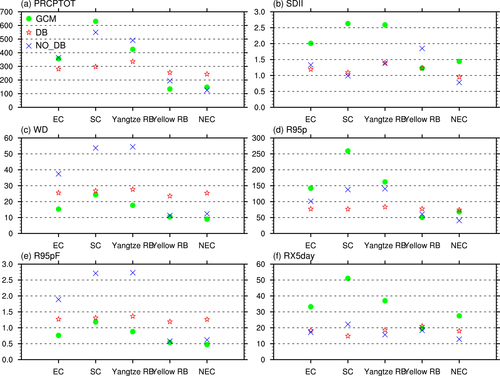 (a) PRCPTOT
700
600
500
400
300
200
100
0
GCM
DB
NO_DB
EC SC Yangtze RB Yellow RB NEC
(b) SDII
3.0
2.5
2.0
1.5
1.0
0.5
0.0
EC SC Yangtze RB Yellow RB NEC
(c) WD
60
50
40
30
20
10
0
EC SC Yangtze RB Yellow RB NEC
(d) R95p
300
250
200
150
100
50
0
EC SC Yangtze RB Yellow RB NEC
(e) R95pF
3.0
2.5
2.0
1.5
1.0
0.5
0.0
EC SC Yangtze RB Yellow RB NEC
(f) RX5day
60
50
40
30
20
10
0
EC SC Yangtze RB Yellow RB NEC